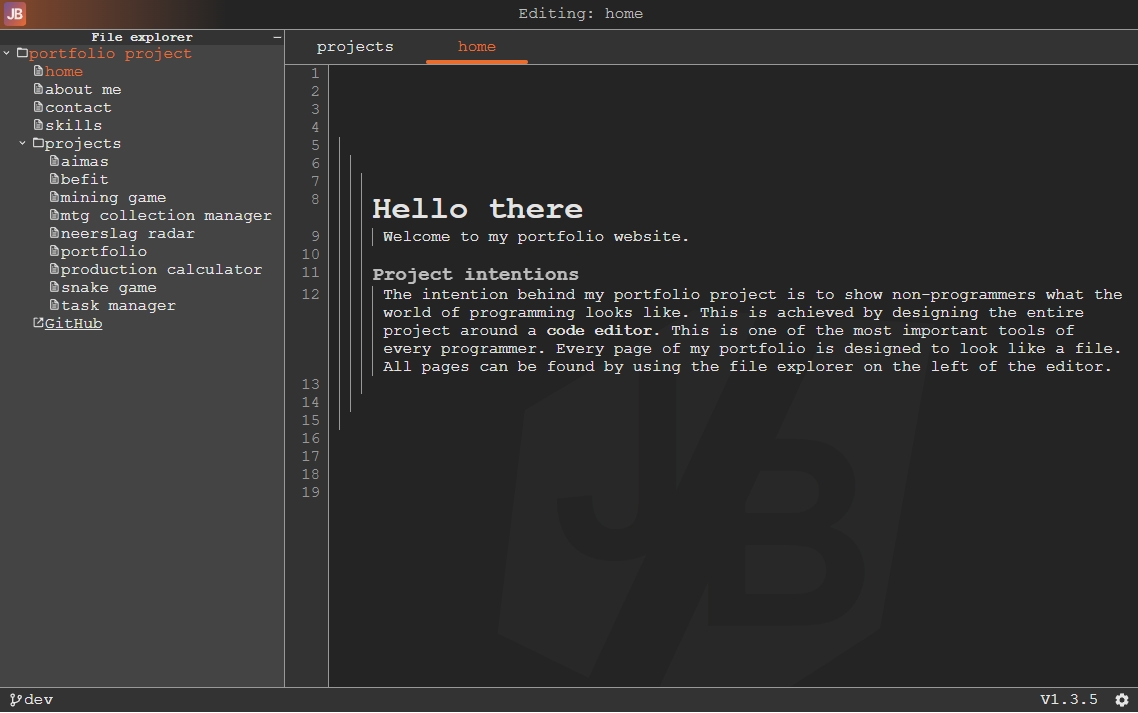 JB
Editing: home
File explorer
portfolio project
home
about me
contact
skills
projects
aimas
befit
mining game
mtg collection manager
neerslag radar
portfolio
production calculator
snake game
task manager
GitHub
projects home
1
2
3
4
5
6
7
8 Hello there
9 Welcome to my portfolio website.
10
11 Project intentions
12 The intention behind my portfolio project is to show non-programmers what the
world of programming looks like. This is achieved by designing the entire
project around a code editor. This is one of the most important tools of
every programmer. Every page of my portfolio is designed to look like a file.
All pages can be found by using the file explorer on the left of the editor.
13
14
15
16
17
18
19
JB
dev
V1.3.5